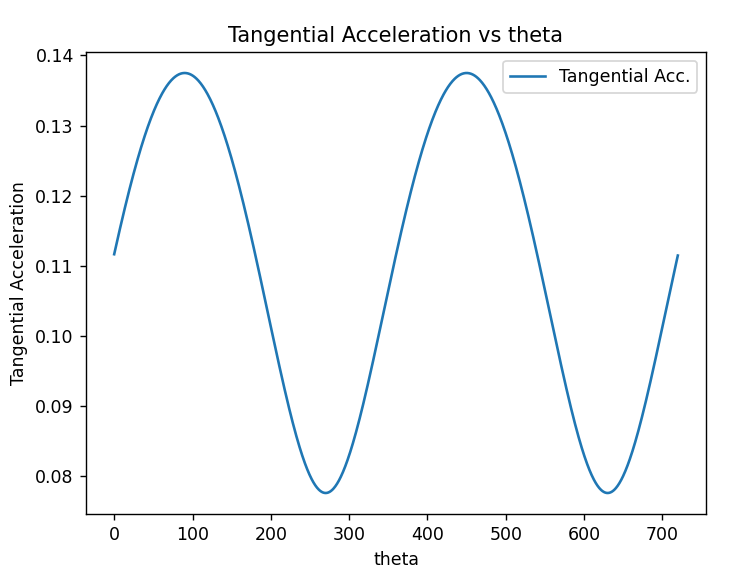 Tangential Acceleration vs theta
Tangential Acc.
Tangential Acceleration
0.14
0.13
0.12
0.11
0.10
0.09
0.08
0 100 200 300 400 500 600 700
theta